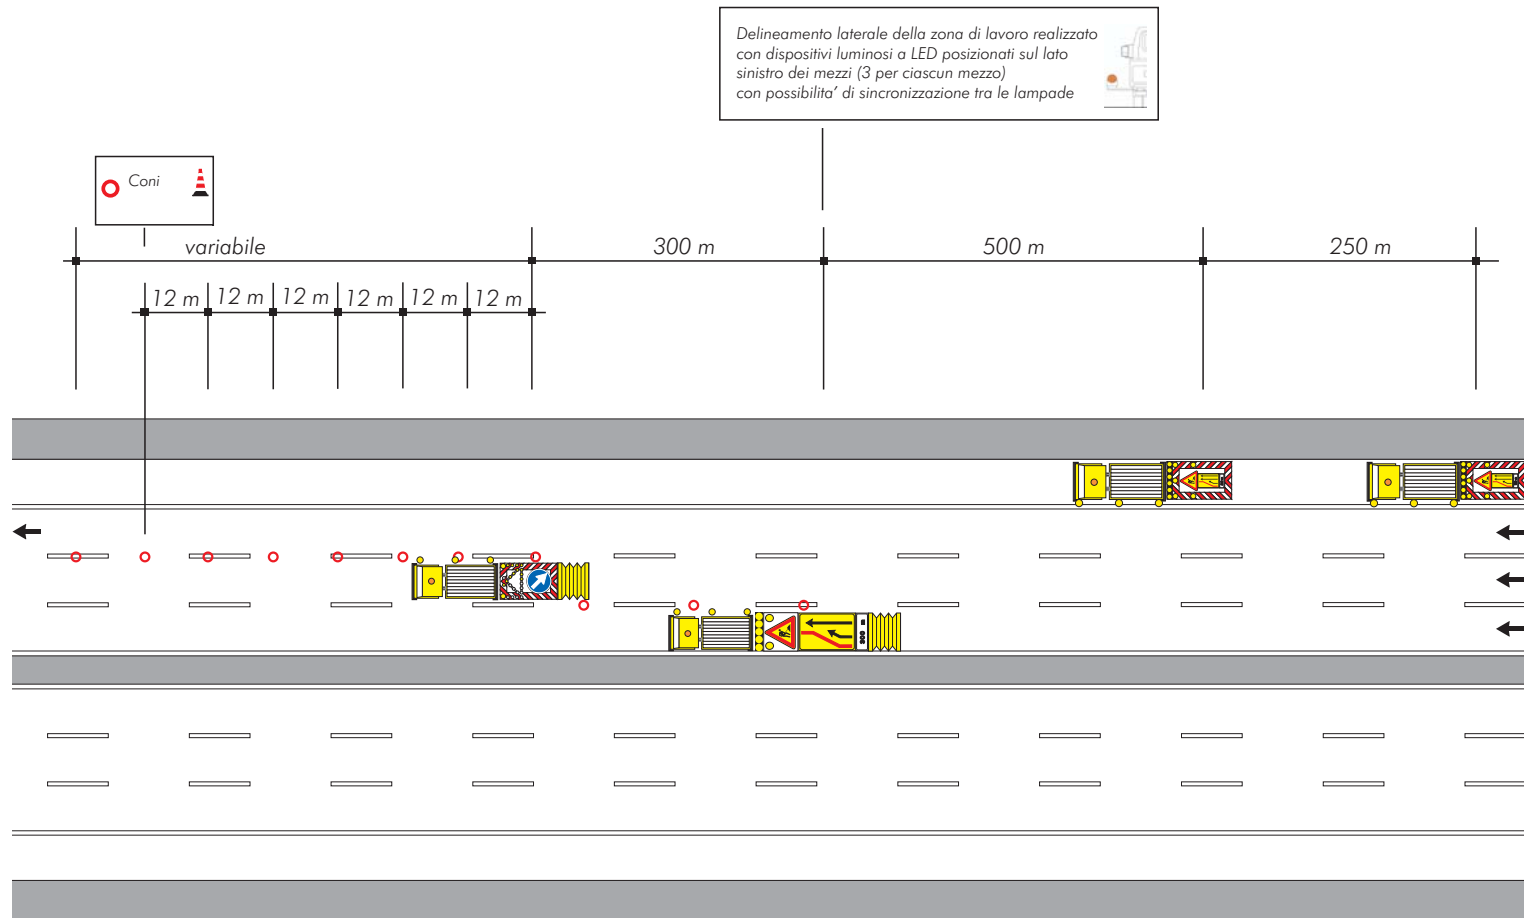 Delineamento laterale della zona di lavoro realizzato
con dispositivi luminosi a LED posizionati sul lato
sinistro dei mezzi (3 per ciascun mezzo)
con possibilita' di sincronizzazione tra le lampade
Coni
variabile 300 m 500 m 250 m
12 m 12 m 12 m 12 m 12 m 12 m
300 m